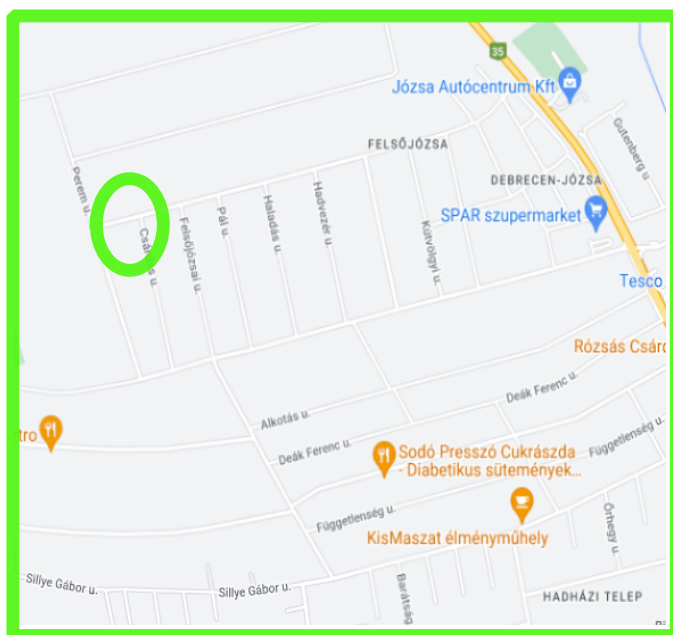 35
Józsa Autócentrum Kft
Gutenberg u
FELSŐJÓZSA
DEBRECEN-JÓZSA
Perem u.
SPAR szupermarket
Pál u.
Haladás u.
Hadvezér u.
Felsőjózsai u.
Kútvölgyi u.
Tesco
Rózsás Csárd
Alkotás u.
Deák Ferenc u.
tro
Deák Ferenc u.
Sodó Presszó Cukrászda
- Diabetikus sütemények...
Függetlenség u.
Függetlenség u.
KisMaszat élményműhely
Őrhegy u.
Sillye Gábor u.
Sillye Gábor u.
Barátság
HADHÁZI TELEP